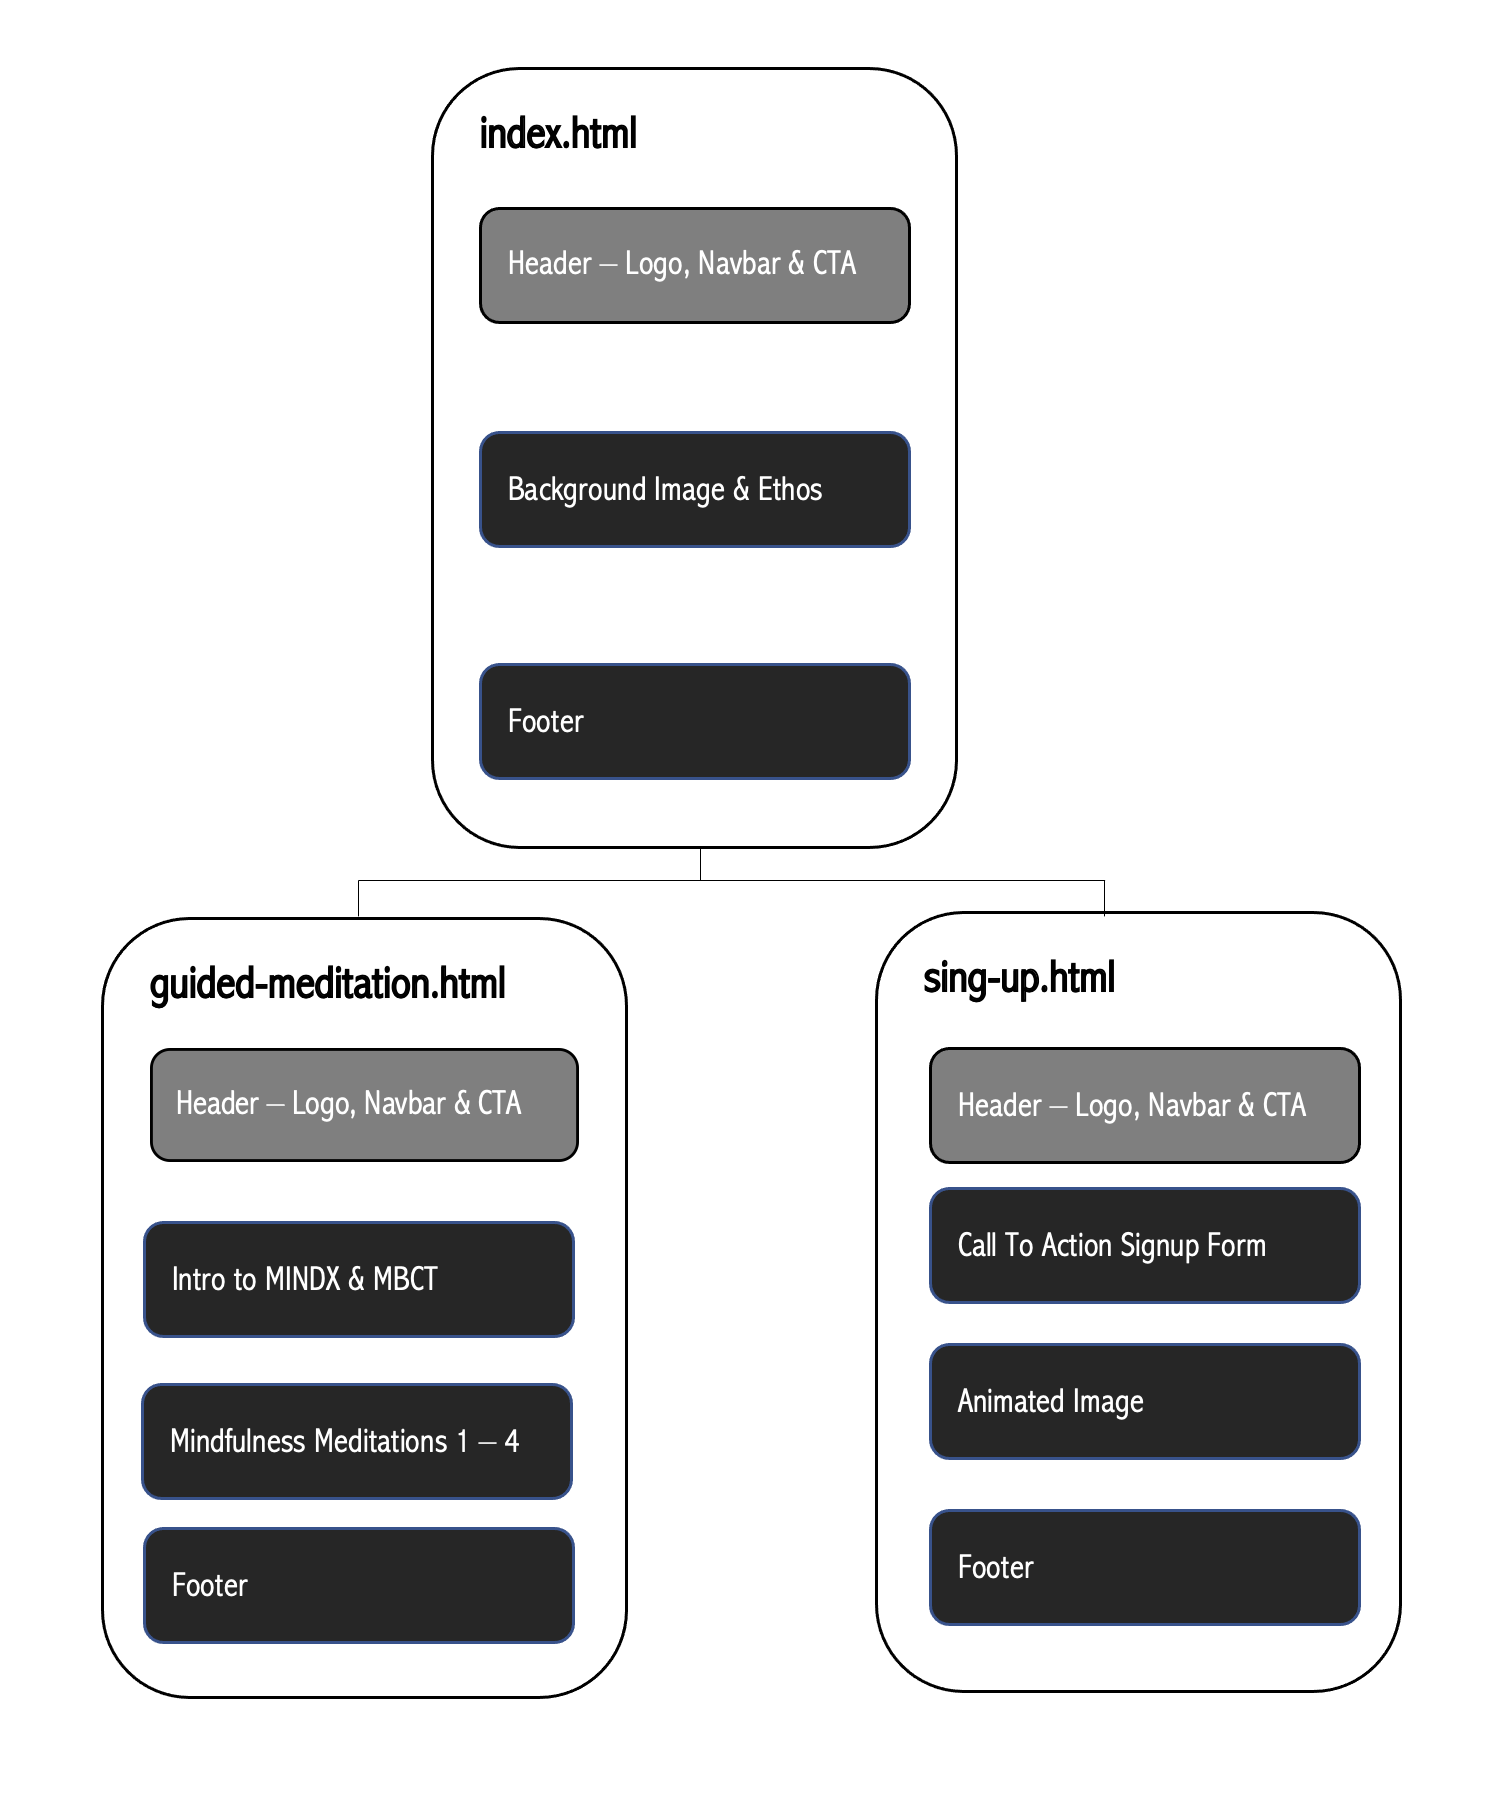 index.html
Header – Logo, Navbar & CTA
Background Image & Ethos
Footer
guided-meditation.html
Header – Logo, Navbar & CTA
Intro to MINDX & MBCT
Mindfulness Meditations 1 – 4
Footer
sing-up.html
Header – Logo, Navbar & CTA
Call To Action Signup Form
Animated Image
Footer